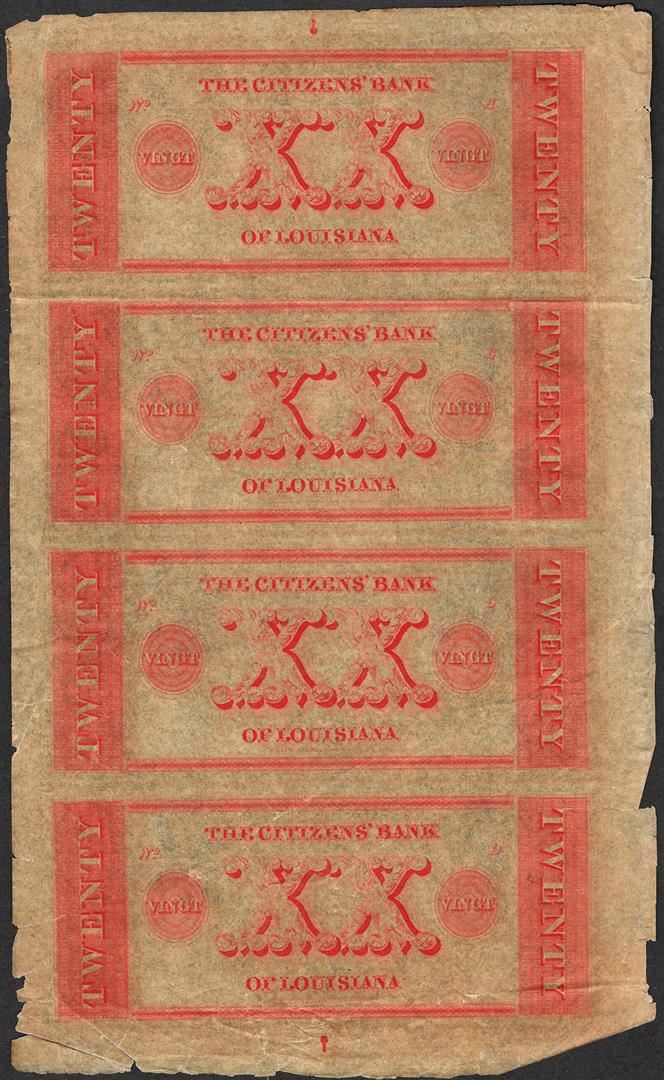 THE CITIZENS' BANK
No A
TWENTY VINGT XX VINGT TWENTY
OF LOUISIANA.
THE CITIZENS' BANK
No B
TWENTY VINGT XX VINGT TWENTY
OF LOUISIANA.
THE CITIZENS' BANK
No C
TWENTY VINGT XX VINGT TWENTY
OF LOUISIANA.
THE CITIZENS' BANK
No D
TWENTY VINGT XX VINGT TWENTY
OF LOUISIANA.